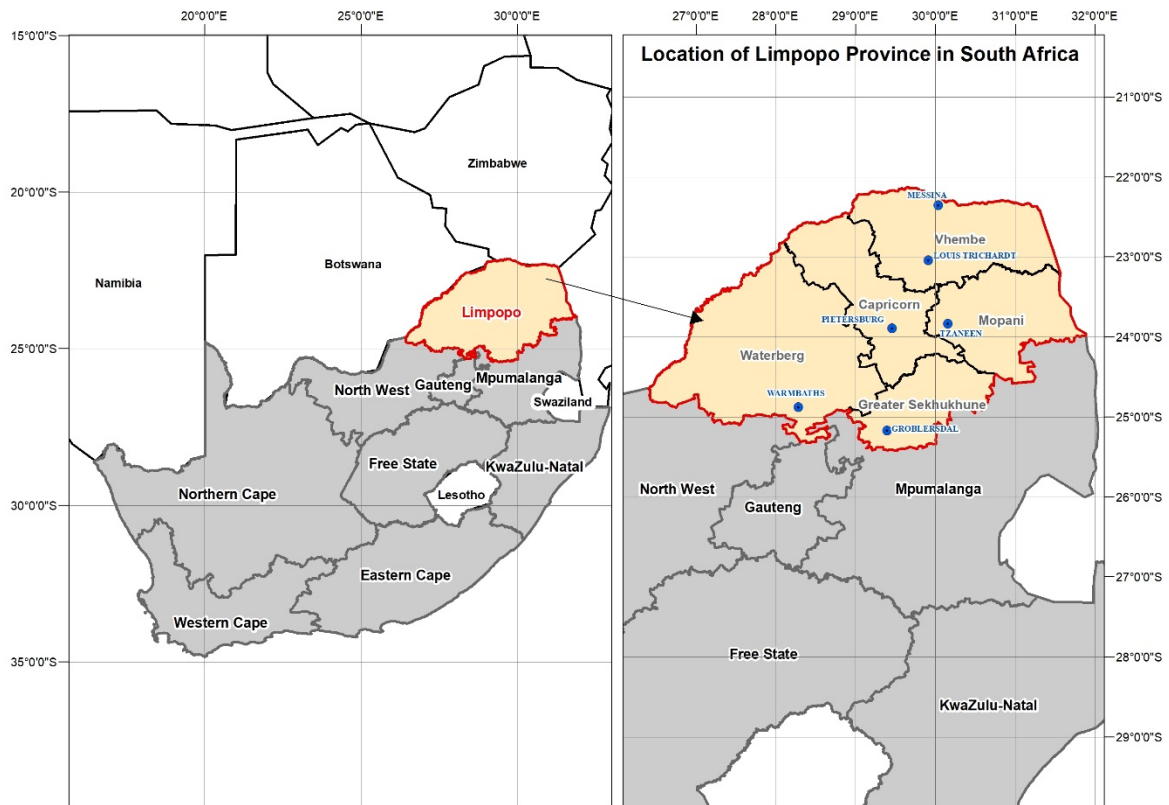 20°0'0"E 25°0'0"E 30°0'0"E
15°0'0"S
20°0'0"S
25°0'0"S
30°0'0"S
35°0'0"S
Zimbabwe
Botswana
Namibia
Limpopo
North West
Gauteng
Mpumalanga
Swaziland
Free State
KwaZulu-Natal
Lesotho
Northern Cape
Eastern Cape
Western Cape
27°0'0"E 28°0'0"E 29°0'0"E 30°0'0"E 31°0'0"E 32°0'0"E
Location of Limpopo Province in South Africa
21°0'0"S
22°0'0"S
23°0'0"S
24°0'0"S
25°0'0"S
26°0'0"S
27°0'0"S
28°0'0"S
29°0'0"S
MESSINA
Vhembe
LOUIS TRICHARDT
Capricorn
PIETERSBURG
Mopani
TZANEEN
Waterberg
WARMBATHS
Greater Sekhukhune
GROBLERSDAL
North West
Mpumalanga
Gauteng
Free State
KwaZulu-Natal